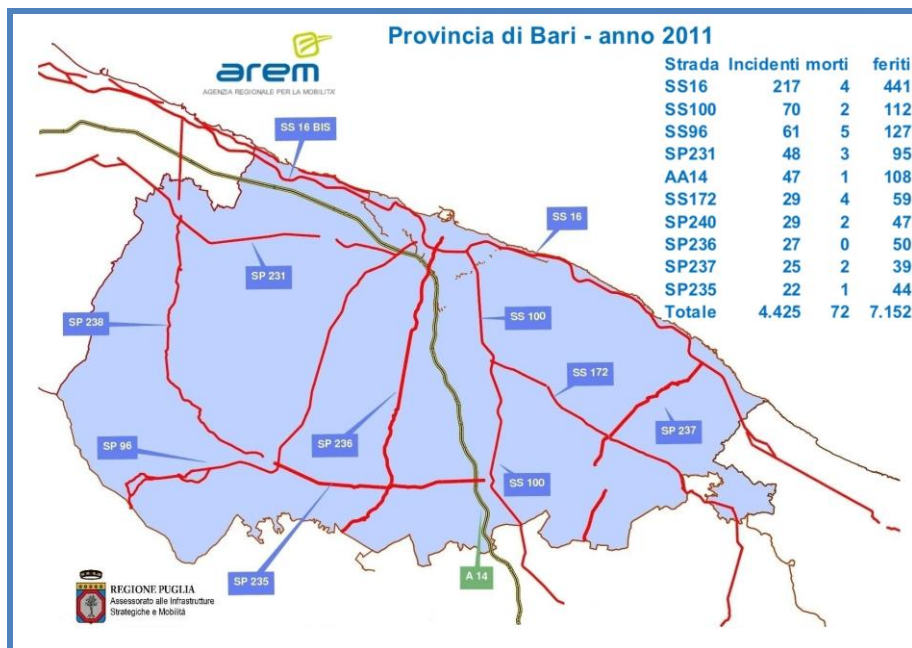 Provincia di Bari - anno 2011
arem
AGENZIA REGIONALE PER LA MOBILITA'
Strada Incidenti morti feriti
SS16 217 4 441
SS100 70 2 112
SS96 61 5 127
SP231 48 3 95
AA14 47 1 108
SS172 29 4 59
SP240 29 2 47
SP236 27 0 50
SP237 25 2 39
SP235 22 1 44
Totale 4.425 72 7.152
SS 16 BIS
SS 16
SP 231
SP 238
SS 100
SS 172
SP 96
SP 236
SP 237
SS 100
SP 235
A 14
REGIONE PUGLIA
Assessorato alle Infrastrutture
Strategiche e Mobilità